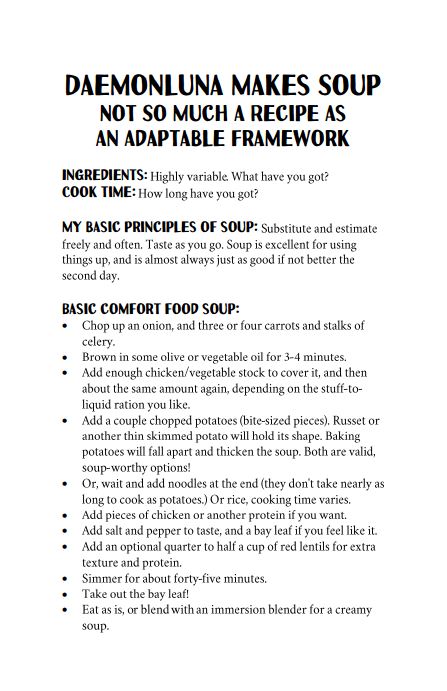 DAEMONLUNA MAKES SOUP
NOT SO MUCH A RECIPE AS
AN ADAPTABLE FRAMEWORK
INGREDIENTS: Highly variable. What have you got?
COOK TIME: How long have you got?
MY BASIC PRINCIPLES OF SOUP: Substitute and estimate
freely and often. Taste as you go. Soup is excellent for using
things up, and is almost always just as good if not better the
second day.
BASIC COMFORT FOOD SOUP:
• Chop up an onion, and three or four carrots and stalks of
celery.
• Brown in some olive or vegetable oil for 3-4 minutes.
• Add enough chicken/vegetable stock to cover it, and then
about the same amount again, depending on the stuff-to-
liquid ration you like.
• Add a couple chopped potatoes (bite-sized pieces). Russet or
another thin skimmed potato will hold its shape. Baking
potatoes will fall apart and thicken the soup. Both are valid,
soup-worthy options!
• Or, wait and add noodles at the end (they don't take nearly as
long to cook as potatoes.) Or rice, cooking time varies.
• Add pieces of chicken or another protein if you want.
• Add salt and pepper to taste, and a bay leaf if you feel like it.
• Add an optional quarter to half a cup of red lentils for extra
texture and protein.
• Simmer for about forty-five minutes.
• Take out the bay leaf!
• Eat as is, or blend with an immersion blender for a creamy
soup.